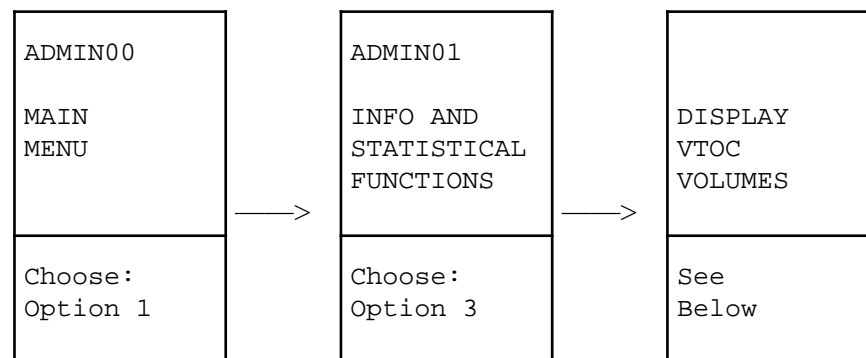 ADMIN00
MAIN
MENU
Choose:
Option 1
————>
ADMIN01
INFO AND
STATISTICAL
FUNCTIONS
Choose:
Option 3
————>
DISPLAY
VTOC
VOLUMES
See
Below